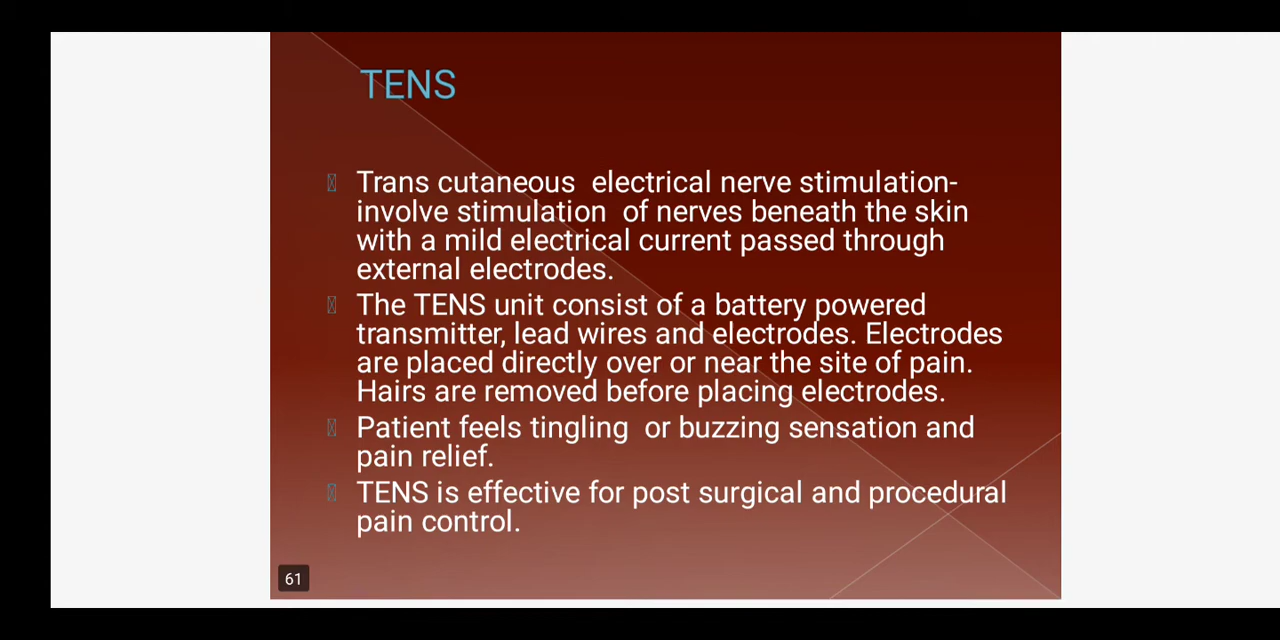 TENS
Trans cutaneous electrical nerve stimulation-
involve stimulation of nerves beneath the skin
with a mild electrical current passed through
external electrodes.
The TENS unit consist of a battery powered
transmitter, lead wires and electrodes. Electrodes
are placed directly over or near the site of pain.
Hairs are removed before placing electrodes.
Patient feels tingling or buzzing sensation and
pain relief.
TENS is effective for post surgical and procedural
pain control.
61